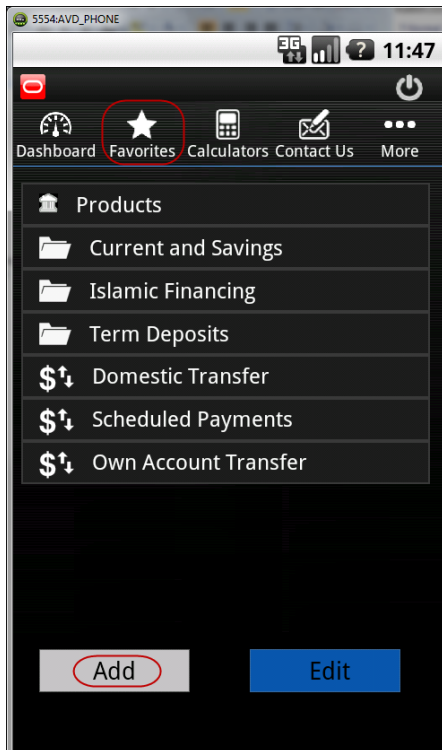 5554:AVD_PHONE
3G ? 11:47
Dashboard Favorites Calculators Contact Us More
Products
Current and Savings
Islamic Financing
Term Deposits
$ Domestic Transfer
$ Scheduled Payments
$ Own Account Transfer
Add Edit